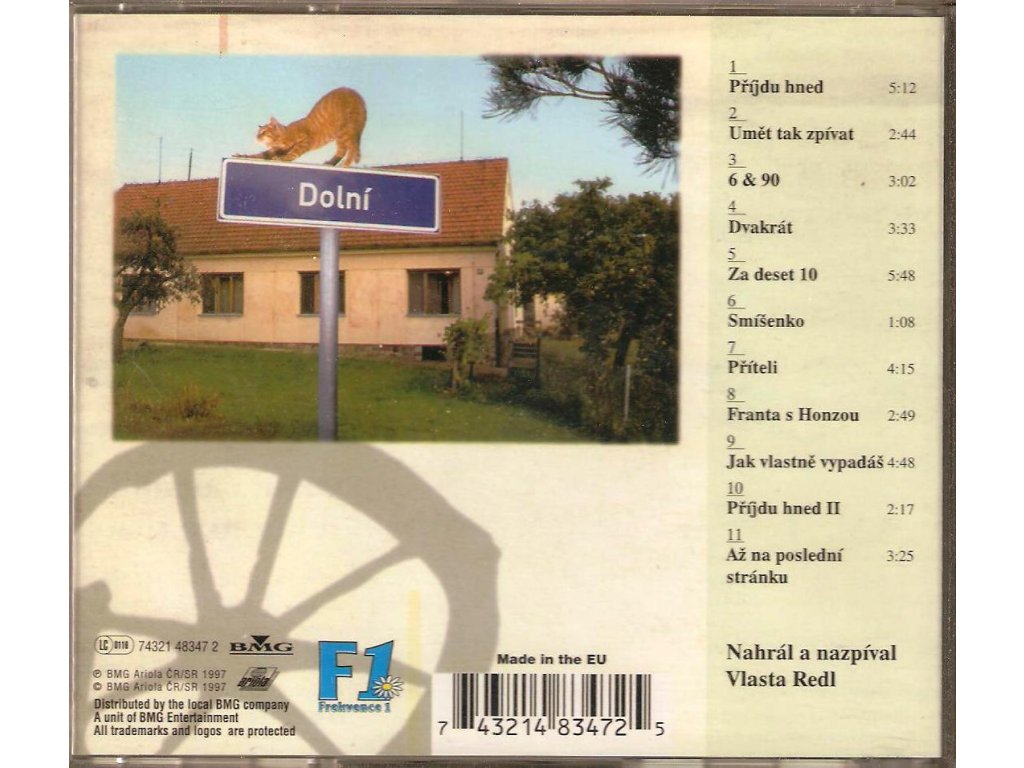 Dolní
1
Příjdu hned 5:12
2
Umět tak zpívat 2:44
3
6 & 90 3:02
4
Dvakrát 3:33
5
Za deset 10 5:48
6
Smíšenko 1:08
7
Příteli 4:15
8
Franta s Honzou 2:49
9
Jak vlastně vypadáš 4:48
10
Příjdu hned II 2:17
11
Až na poslední 3:25
stránku
Nahrál a nazpíval
Vlasta Redl
LC 0116 74321 48347 2 BMG
℗ BMG Ariola ČR/SR 1997
© BMG Ariola ČR/SR 1997
ariola
Distributed by the local BMG company
A unit of BMG Entertainment
All trademarks and logos are protected
F1
Frekvence 1
Made in the EU
7 43214 83472 5